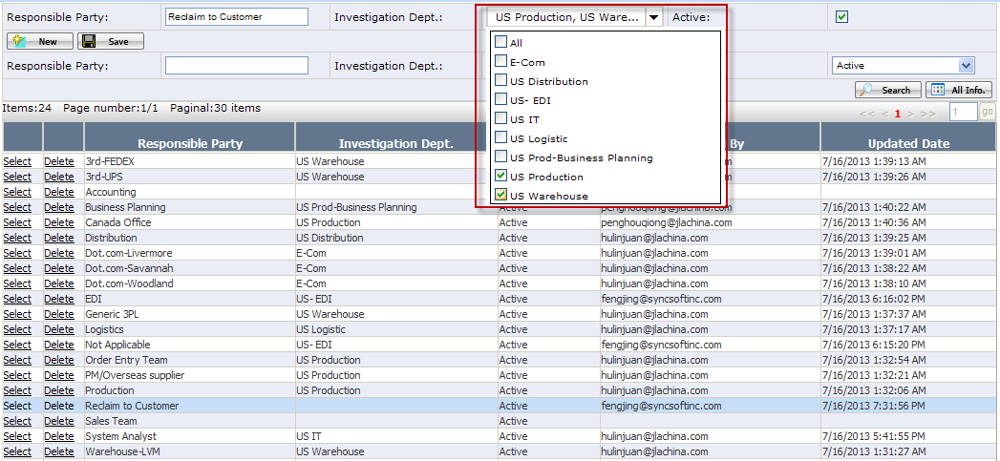 Responsible Party: Reclaim to Customer Investigation Dept.: US Production, US Ware... Active:
New Save
Responsible Party: Investigation Dept.: Active
Search All Info.
All
E-Com
US Distribution
US- EDI
US IT
US Logistic
US Prod-Business Planning
US Production
US Warehouse
Items:24 Page number:1/1 Paginal:30 items << < 1 > >> 1 go
Responsible Party Investigation Dept. By Updated Date
Select Delete 3rd-FEDEX US Warehouse om 7/16/2013 1:39:13 AM
Select Delete 3rd-UPS US Warehouse om 7/16/2013 1:39:26 AM
Select Delete Accounting
Select Delete Business Planning US Prod-Business Planning Active penghouqiong@jlachina.com 7/16/2013 1:40:22 AM
Select Delete Canada Office US Production Active penghouqiong@jlachina.com 7/16/2013 1:40:36 AM
Select Delete Distribution US Distribution Active hulinjuan@jlachina.com 7/16/2013 1:39:25 AM
Select Delete Dot.com-Livermore E-Com Active hulinjuan@jlachina.com 7/16/2013 1:39:01 AM
Select Delete Dot.com-Savannah E-Com Active hulinjuan@jlachina.com 7/16/2013 1:38:22 AM
Select Delete Dot.com-Woodland E-Com Active hulinjuan@jlachina.com 7/16/2013 1:38:10 AM
Select Delete EDI US- EDI Active fengjing@syncsoftinc.com 7/16/2013 6:16:02 PM
Select Delete Generic 3PL US Warehouse Active hulinjuan@jlachina.com 7/16/2013 1:37:37 AM
Select Delete Logistics US Logistic Active hulinjuan@jlachina.com 7/16/2013 1:37:17 AM
Select Delete Not Applicable US- EDI Active fengjing@syncsoftinc.com 7/16/2013 6:15:20 PM
Select Delete Order Entry Team US Production Active hulinjuan@jlachina.com 7/16/2013 1:32:54 AM
Select Delete PM/Overseas supplier US Production Active hulinjuan@jlachina.com 7/16/2013 1:32:21 AM
Select Delete Production US Production Active hulinjuan@jlachina.com 7/16/2013 1:32:06 AM
Select Delete Reclaim to Customer Active fengjing@syncsoftinc.com 7/16/2013 7:31:56 PM
Select Delete Sales Team Active
Select Delete System Analyst US IT Active hulinjuan@jlachina.com 7/16/2013 5:41:55 PM
Select Delete Warehouse-LVM US Warehouse Active hulinjuan@jlachina.com 7/16/2013 1:31:27 AM